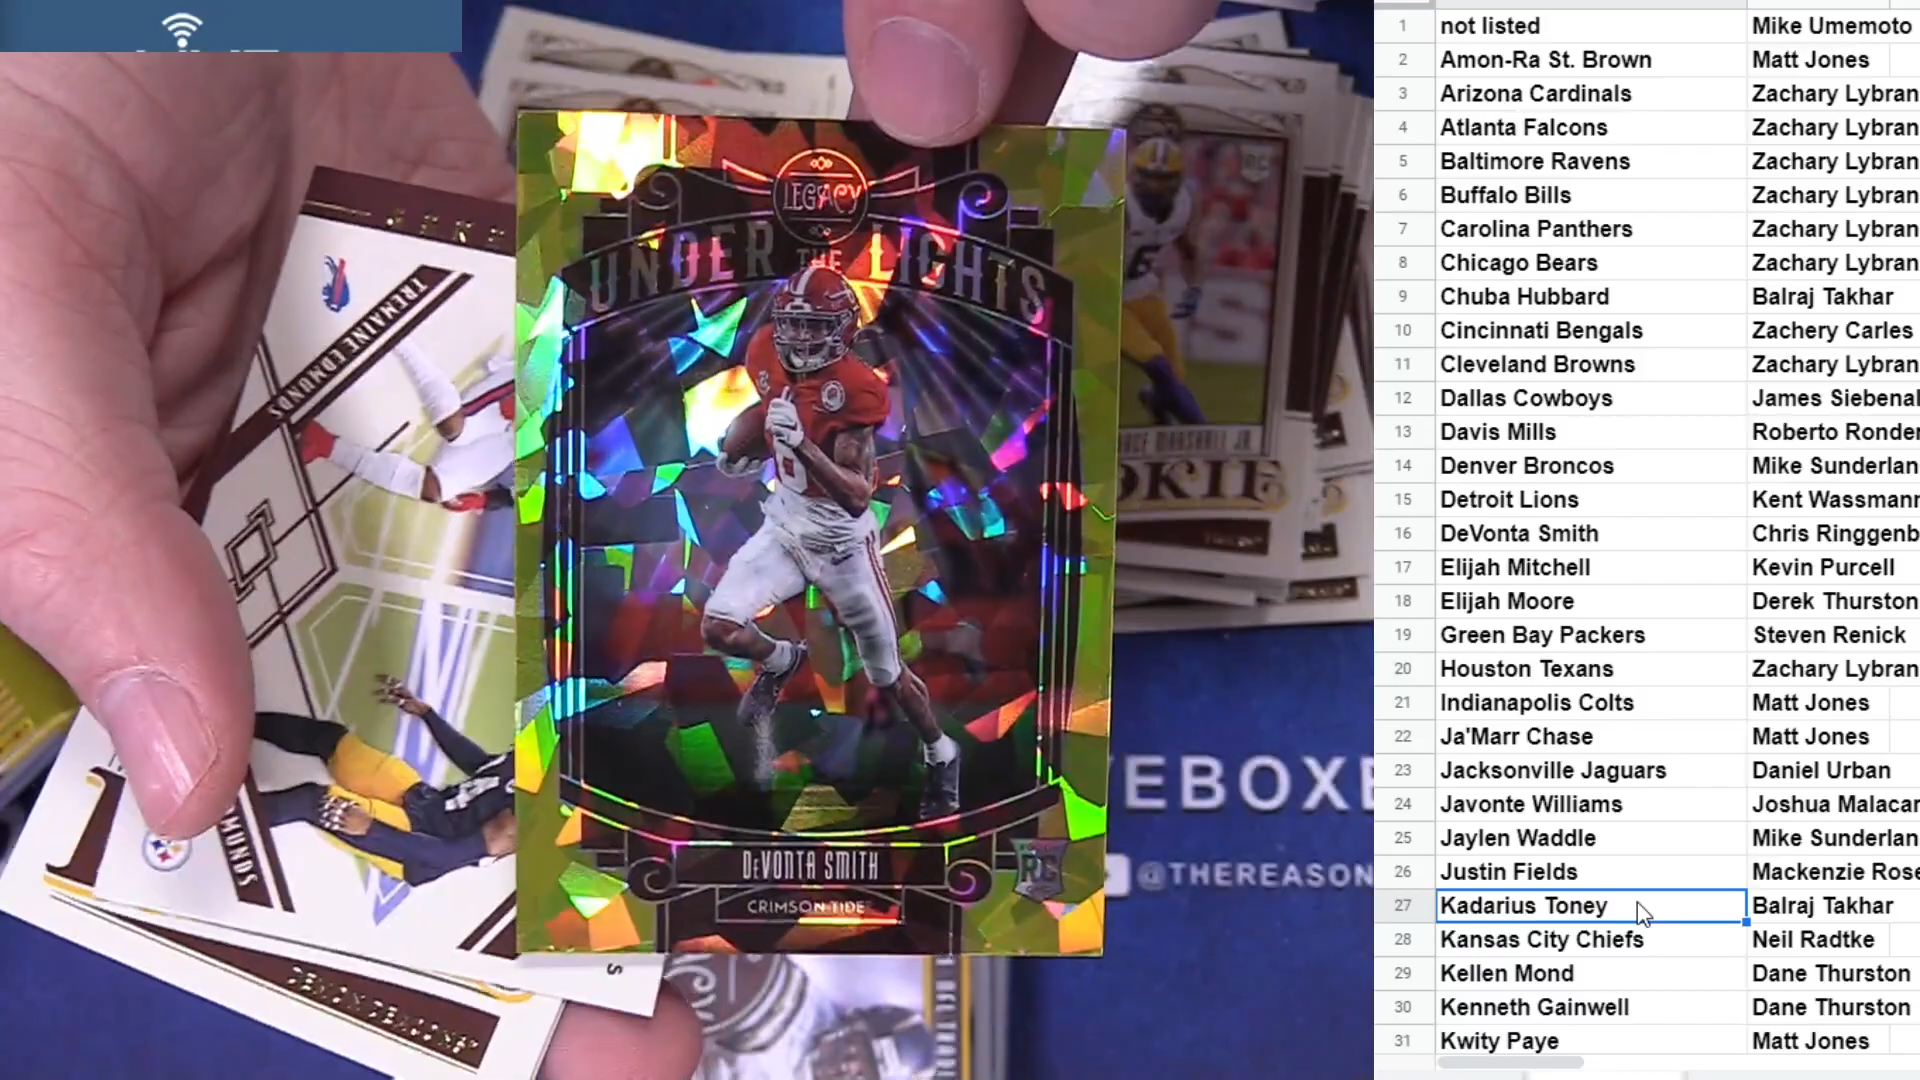 LEGACY
UNDER THE LIGHTS
DEVONTA SMITH
RC
CRIMSON TIDE
TREMAINE EDMUNDS
MUNDS
DEMON DEACONS
ROOKIE
RC
VEBOXE
@THEREASON
1 not listed Mike Umemoto
2 Amon-Ra St. Brown Matt Jones
3 Arizona Cardinals Zachary Lybran
4 Atlanta Falcons Zachary Lybran
5 Baltimore Ravens Zachary Lybran
6 Buffalo Bills Zachary Lybran
7 Carolina Panthers Zachary Lybran
8 Chicago Bears Zachary Lybran
9 Chuba Hubbard Balraj Takhar
10 Cincinnati Bengals Zachery Carles
11 Cleveland Browns Zachary Lybran
12 Dallas Cowboys James Siebenal
13 Davis Mills Roberto Ronder
14 Denver Broncos Mike Sunderlan
15 Detroit Lions Kent Wassmann
16 DeVonta Smith Chris Ringgenb
17 Elijah Mitchell Kevin Purcell
18 Elijah Moore Derek Thurston
19 Green Bay Packers Steven Renick
20 Houston Texans Zachary Lybran
21 Indianapolis Colts Matt Jones
22 Ja'Marr Chase Matt Jones
23 Jacksonville Jaguars Daniel Urban
24 Javonte Williams Joshua Malacar
25 Jaylen Waddle Mike Sunderlan
26 Justin Fields Mackenzie Rose
27 Kadarius Toney Balraj Takhar
28 Kansas City Chiefs Neil Radtke
29 Kellen Mond Dane Thurston
30 Kenneth Gainwell Dane Thurston
31 Kwity Paye Matt Jones